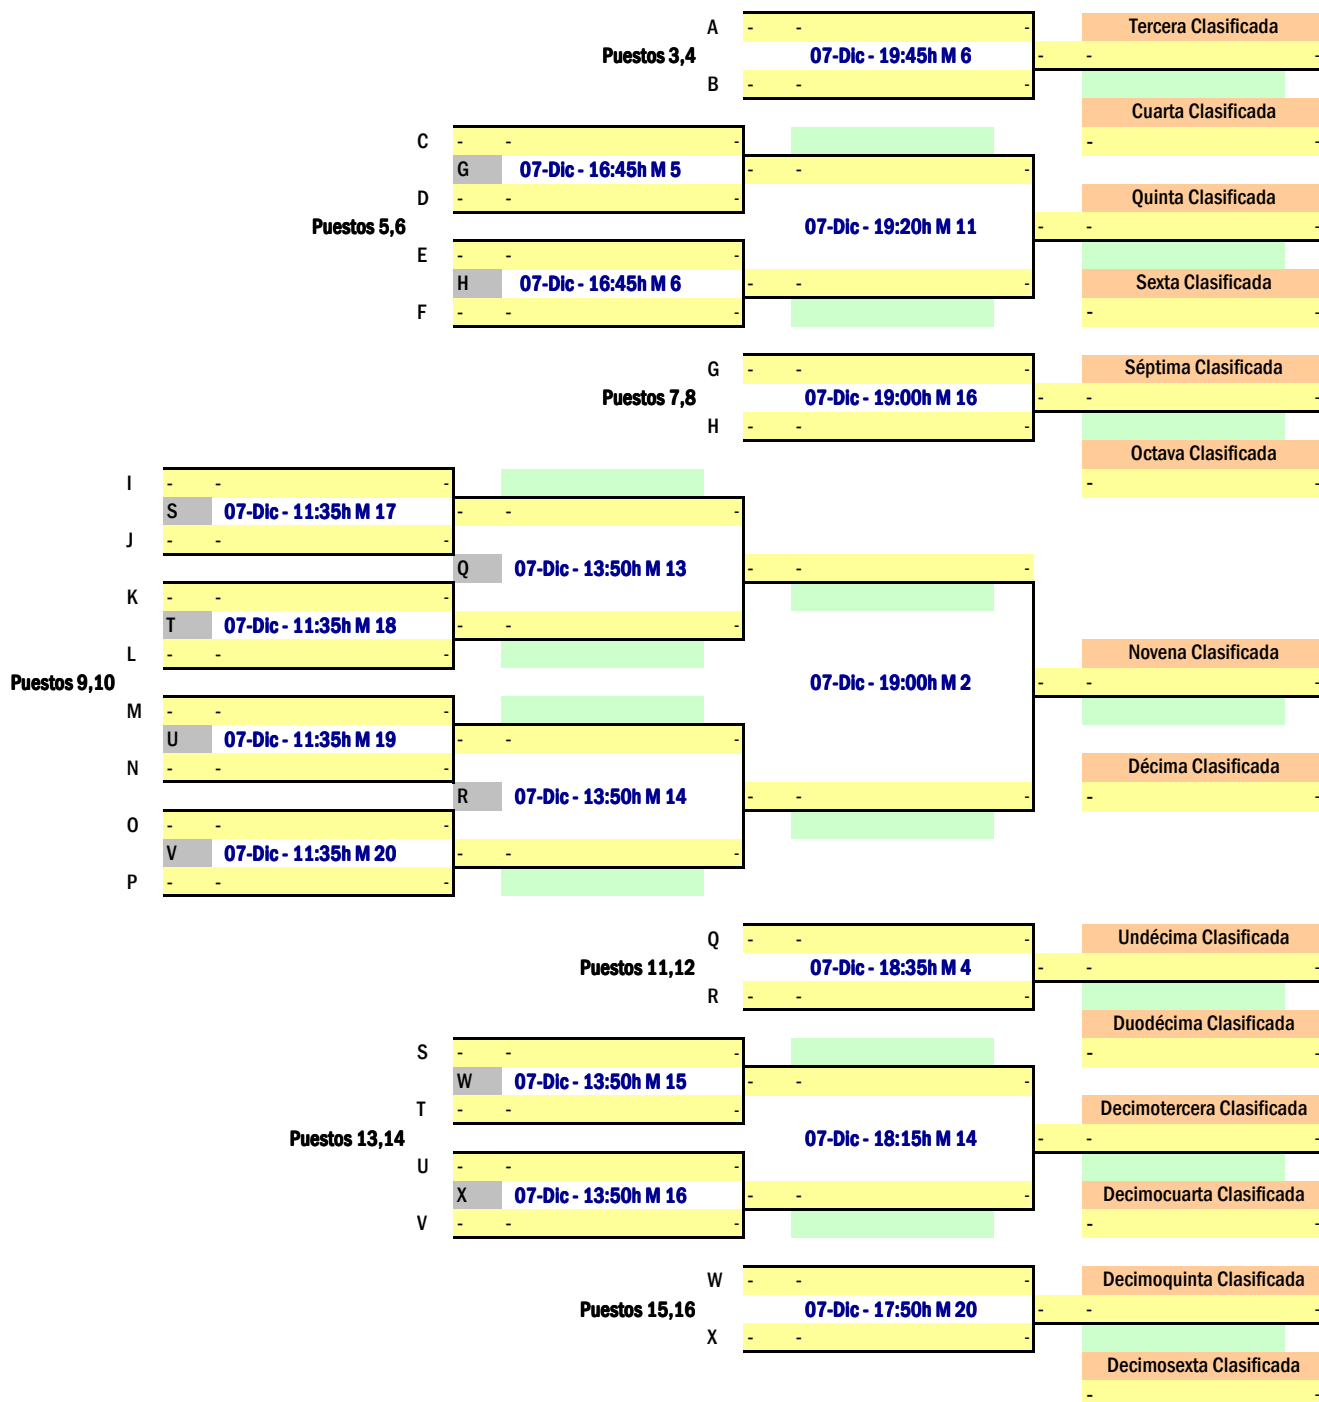 A - - - Tercera Clasificada
Puestos 3,4 07-Dic - 19:45h M 6 - - -
B - - -
Cuarta Clasificada
C - - - - -
G 07-Dic - 16:45h M 5 - - -
D - - - Quinta Clasificada
Puestos 5,6 07-Dic - 19:20h M 11 - - -
E - - -
H 07-Dic - 16:45h M 6 - - - Sexta Clasificada
F - - - - -
G - - - Séptima Clasificada
Puestos 7,8 07-Dic - 19:00h M 16 - - -
H - - -
Octava Clasificada
I - - - - -
S 07-Dic - 11:35h M 17 - - -
J - - -
Q 07-Dic - 13:50h M 13 - - -
K - - -
T 07-Dic - 11:35h M 18 - - -
L - - - Novena Clasificada
Puestos 9,10 07-Dic - 19:00h M 2 - - -
M - - -
U 07-Dic - 11:35h M 19 - - -
N - - - Décima Clasificada
R 07-Dic - 13:50h M 14 - - - - -
O - - -
V 07-Dic - 11:35h M 20 - - -
P - - -
Q - - - Undécima Clasificada
Puestos 11,12 07-Dic - 18:35h M 4 - - -
R - - -
Duodécima Clasificada
S - - - - -
W 07-Dic - 13:50h M 15 - - -
T - - - Decimotercera Clasificada
Puestos 13,14 07-Dic - 18:15h M 14 - - -
U - - -
X 07-Dic - 13:50h M 16 - - - Decimocuarta Clasificada
V - - - - -
W - - - Decimoquinta Clasificada
Puestos 15,16 07-Dic - 17:50h M 20 - - -
X - - -
Decimosexta Clasificada
- -